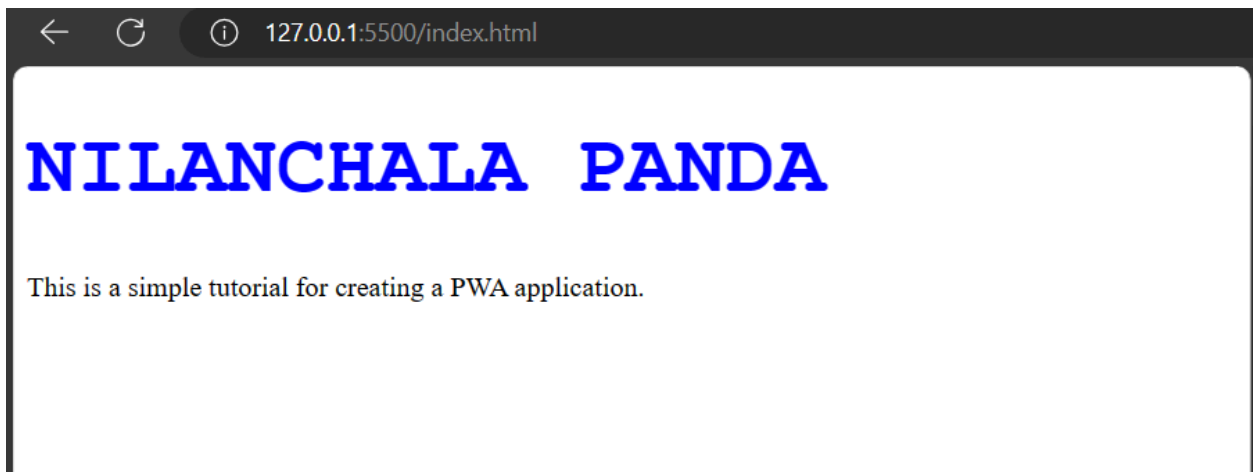 127.0.0.1:5500/index.html
NILANCHALA PANDA
This is a simple tutorial for creating a PWA application.